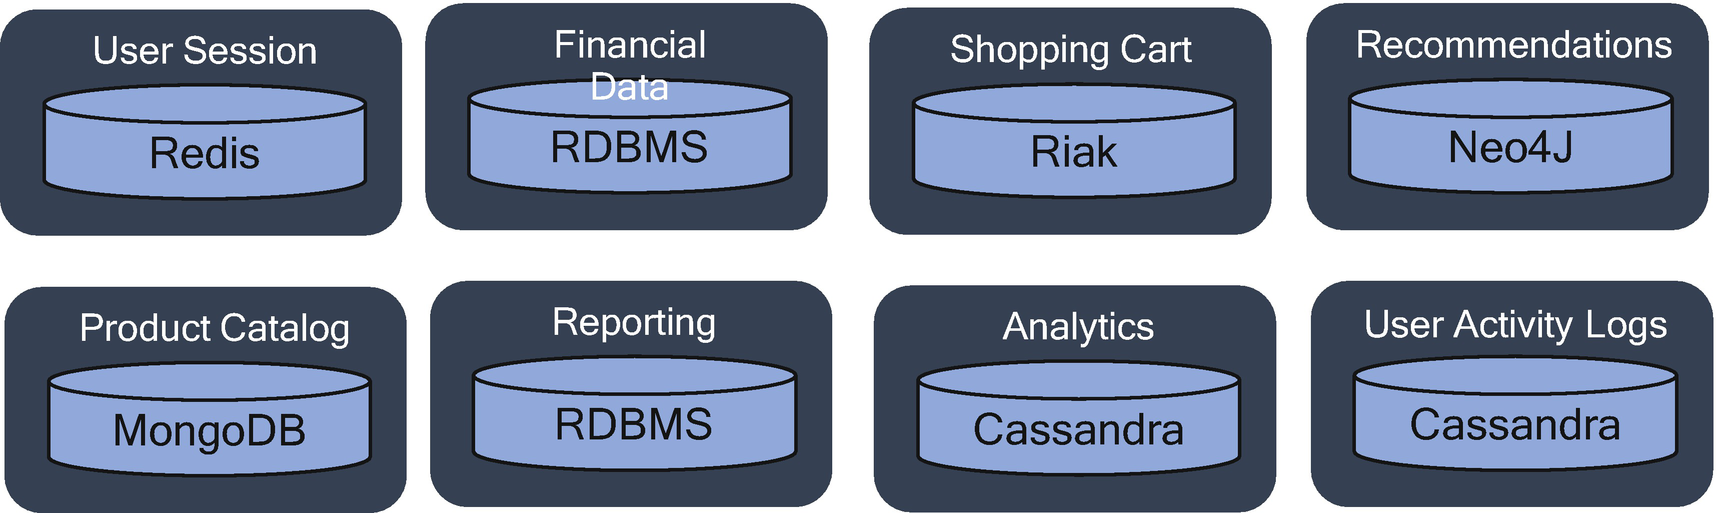 User Session
Redis
Financial
Data
RDBMS
Shopping Cart
Riak
Recommendations
Neo4J
Product Catalog
MongoDB
Reporting
RDBMS
Analytics
Cassandra
User Activity Logs
Cassandra